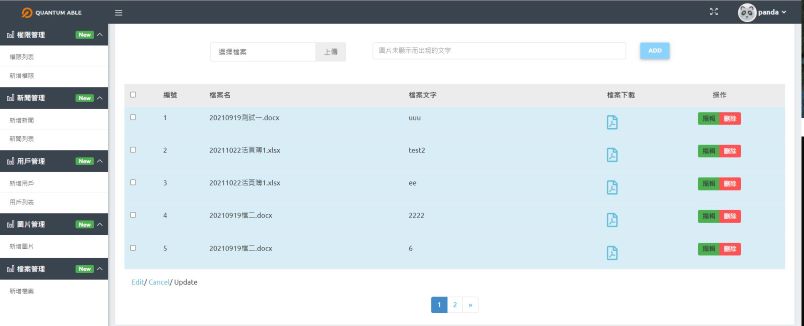 QUANTUM ABLE
panda
權限管理 New
權限列表
新增權限
新聞管理 New
新增新聞
新聞列表
用戶管理 New
新增用戶
用戶列表
圖片管理 New
新增圖片
檔案管理 New
新增檔案
選擇檔案 上傳 圖片未顯示而出現的文字 ADD
編號 檔案名 檔案文字 檔案下載 操作
1 20210919測試一.docx uuu 編輯 刪除
2 20211022活頁簿1.xlsx test2 編輯 刪除
3 20211022活頁簿1.xlsx ee 編輯 刪除
4 20210919檔二.docx 2222 編輯 刪除
5 20210919檔二.docx 6 編輯 刪除
Edit/ Cancel/ Update
1 2 »